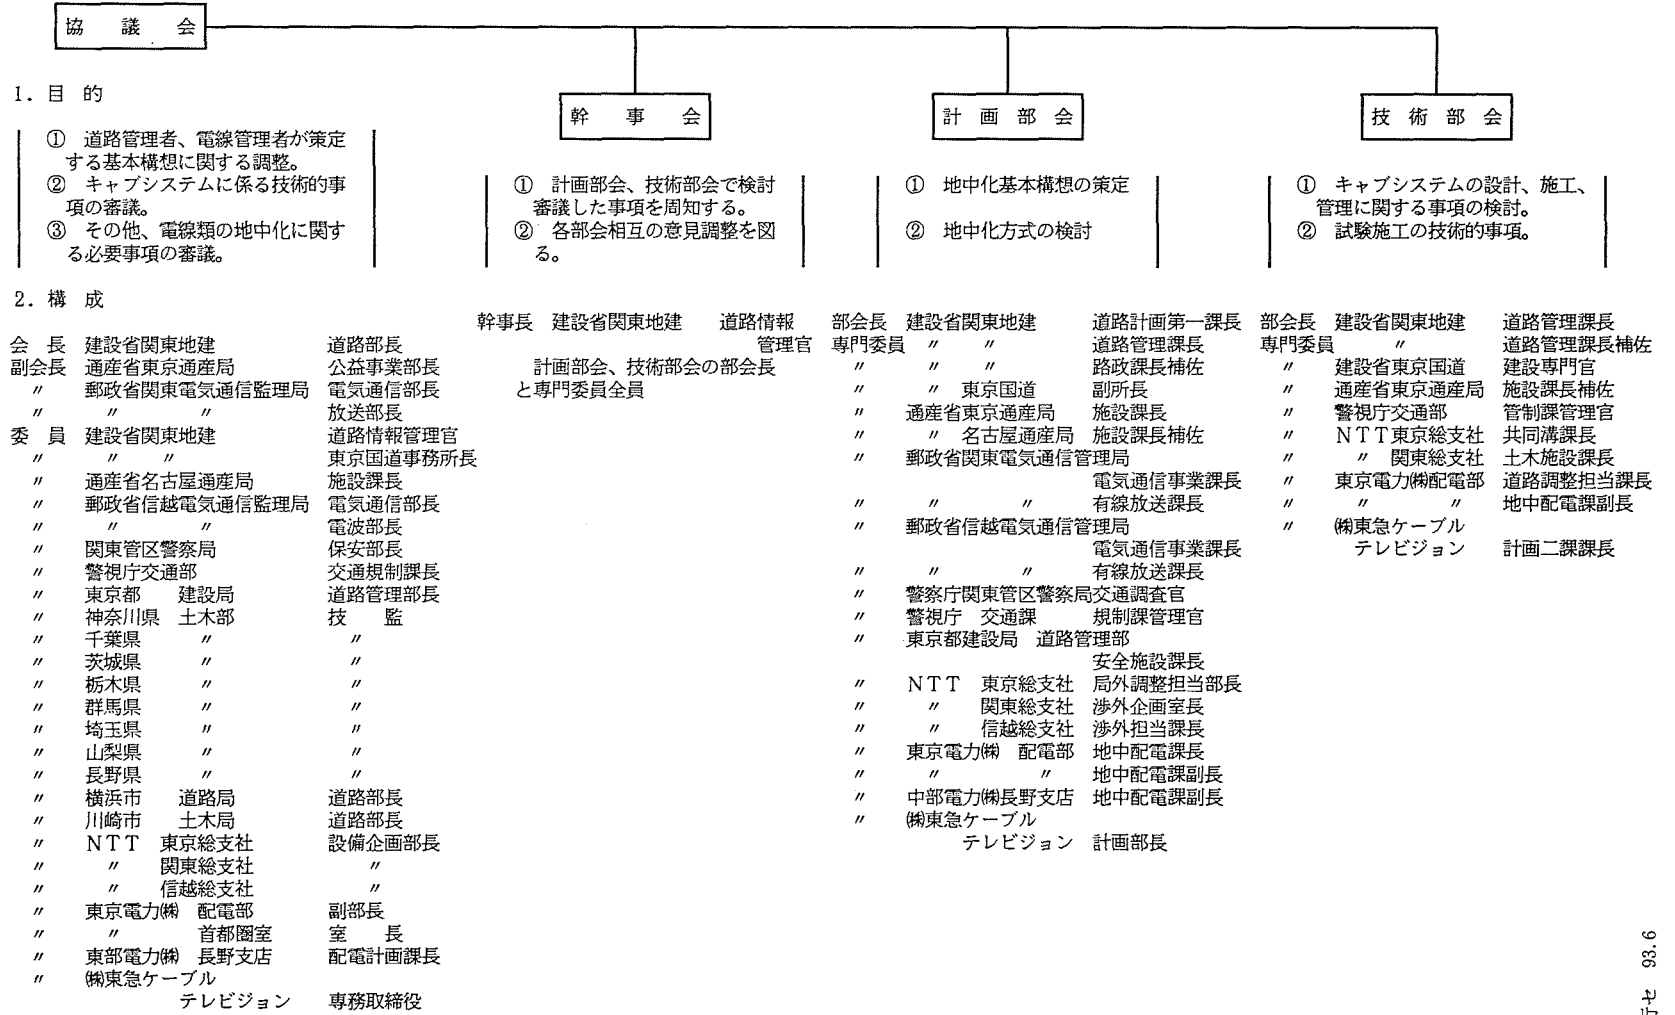 協議会
1. 目的
① 道路管理者、電線管理者が策定
する基本構想に関する調整。
② キャブシステムに係る技術的事
項の審議。
③ その他、電線類の地中化に関す
る必要事項の審議。
幹事会
① 計画部会、技術部会で検討
審議した事項を周知する。
② 各部会相互の意見調整を図
る。
計画部会
① 地中化基本構想の策定
② 地中化方式の検討
技術部会
① キャブシステムの設計、施工、
管理に関する事項の検討。
② 試験施工の技術的事項。
2. 構成
会長 建設省関東地建 道路部長
副会長 通産省東京通産局 公益事業部長
〃 郵政省関東電気通信監理局 電気通信部長
〃 〃 〃 放送部長
委員 建設省関東地建 道路情報管理官
〃 〃 〃 東京国道事務所長
〃 通産省名古屋通産局 施設課長
〃 郵政省信越電気通信監理局 電気通信部長
〃 〃 〃 電波部長
〃 関東管区警察局 保安部長
〃 警視庁交通部 交通規制課長
〃 東京都 建設局 道路管理部長
〃 神奈川県 土木部 技監
〃 千葉県 〃 〃
〃 茨城県 〃 〃
〃 栃木県 〃 〃
〃 群馬県 〃 〃
〃 埼玉県 〃 〃
〃 山梨県 〃 〃
〃 長野県 〃 〃
〃 横浜市 道路局 道路部長
〃 川崎市 土木局 道路部長
〃 NTT 東京総支社 設備企画部長
〃 〃 関東総支社 〃
〃 〃 信越総支社 〃
〃 東京電力㈱ 配電部 副部長
〃 〃 首都圏室 室長
〃 東部電力㈱ 長野支店 配電計画課長
〃 ㈱東急ケーブル
テレビジョン 専務取締役
幹事長 建設省関東地建 道路情報
管理官
計画部会、技術部会の部会長
と専門委員全員
部会長 建設省関東地建 道路計画第一課長
専門委員 〃 〃 道路管理課長
〃 〃 〃 路政課長補佐
〃 〃 東京国道 副所長
〃 通産省東京通産局 施設課長
〃 〃 名古屋通産局 施設課長補佐
〃 郵政省関東電気通信管理局
電気通信事業課長
〃 〃 〃 有線放送課長
〃 郵政省信越電気通信管理局
電気通信事業課長
〃 〃 〃 有線放送課長
〃 警察庁関東管区警察局交通調査官
〃 警視庁 交通課 規制課管理官
〃 東京都建設局 道路管理部
安全施設課長
〃 NTT 東京総支社 局外調整担当部長
〃 〃 関東総支社 渉外企画室長
〃 〃 信越総支社 渉外担当課長
〃 東京電力㈱ 配電部 地中配電課長
〃 〃 〃 地中配電課副長
〃 中部電力㈱長野支店 地中配電課副長
〃 ㈱東急ケーブル
テレビジョン 計画部長
部会長 建設省関東地建 道路管理課長
専門委員 〃 道路管理課長補佐
〃 建設省東京国道 建設専門官
〃 通産省東京通産局 施設課長補佐
〃 警視庁交通部 管制課管理官
〃 NTT東京総支社 共同溝課長
〃 〃 関東総支社 土木施設課長
〃 東京電力㈱配電部 道路調整担当課長
〃 〃 〃 地中配電課副長
〃 ㈱東急ケーブル
テレビジョン 計画二課課長
93.6